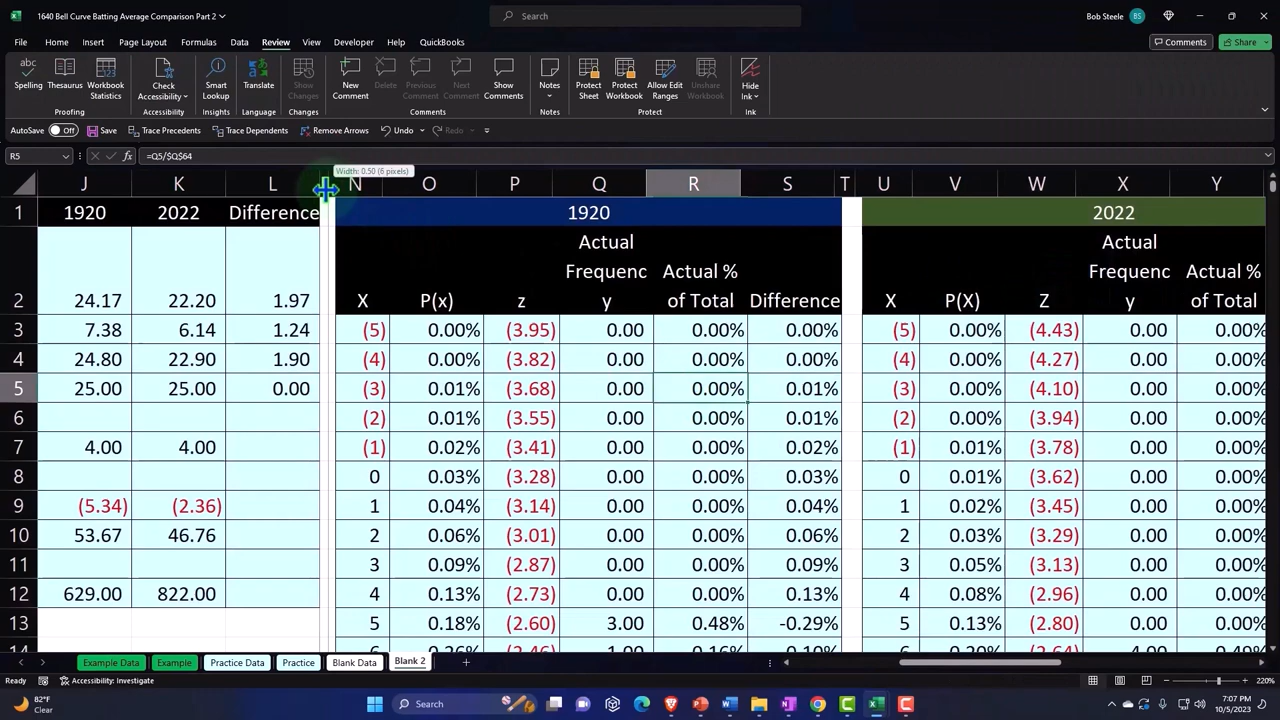 1640 Bell Curve Batting Average Comparison Part 2
Search
Bob Steele BS
File Home Insert Page Layout Formulas Data Review View Developer Help QuickBooks Comments Share
Spelling Thesaurus Workbook Statistics Check Accessibility Smart Lookup Translate Show Changes New Comment Delete Previous Comment Next Comment Show Comments Notes Protect Sheet Protect Workbook Allow Edit Ranges Unshare Workbook Hide Ink
Proofing Accessibility Insights Language Changes Comments Notes Protect Ink
AutoSave Off Save Trace Precedents Trace Dependents Remove Arrows Undo Redo
R5 fx =Q5/$Q$64
Width: 0.50 (6 pixels)
J K L N O P Q R S T U V W X Y
1 1920 2022 Difference 1920 2022
2 24.17 22.20 1.97 X P(x) z Actual Frequenc y Actual % of Total Difference X P(X) Z Actual Frequenc y Actual % of Total
3 7.38 6.14 1.24 (5) 0.00% (3.95) 0.00 0.00% 0.00% (5) 0.00% (4.43) 0.00 0.00%
4 24.80 22.90 1.90 (4) 0.00% (3.82) 0.00 0.00% 0.00% (4) 0.00% (4.27) 0.00 0.00%
5 25.00 25.00 0.00 (3) 0.01% (3.68) 0.00 0.00% 0.01% (3) 0.00% (4.10) 0.00 0.00%
6 (2) 0.01% (3.55) 0.00 0.00% 0.01% (2) 0.00% (3.94) 0.00 0.00%
7 4.00 4.00 (1) 0.02% (3.41) 0.00 0.00% 0.02% (1) 0.01% (3.78) 0.00 0.00%
8 0 0.03% (3.28) 0.00 0.00% 0.03% 0 0.01% (3.62) 0.00 0.00%
9 (5.34) (2.36) 1 0.04% (3.14) 0.00 0.00% 0.04% 1 0.02% (3.45) 0.00 0.00%
10 53.67 46.76 2 0.06% (3.01) 0.00 0.00% 0.06% 2 0.03% (3.29) 0.00 0.00%
11 3 0.09% (2.87) 0.00 0.00% 0.09% 3 0.05% (3.13) 0.00 0.00%
12 629.00 822.00 4 0.13% (2.73) 0.00 0.00% 0.13% 4 0.08% (2.96) 0.00 0.00%
13 5 0.18% (2.60) 3.00 0.48% -0.29% 5 0.13% (2.80) 0.00 0.00%
Example Data Example Practice Data Practice Blank Data Blank 2
Ready Accessibility: Investigate 220%
82°F
Clear
Search
7:07 PM
10/5/2023